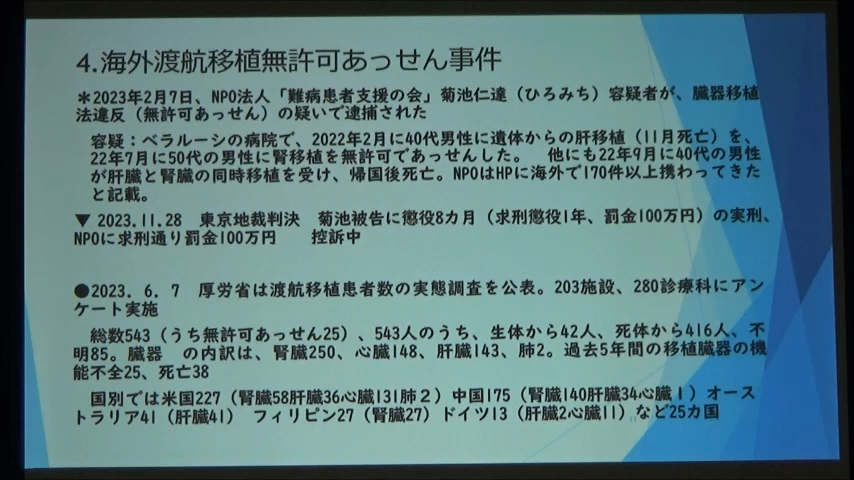 4.海外渡航移植無許可あっせん事件
＊2023年2月7日、NPO法人「難病患者支援の会」菊池仁達（ひろみち）容疑者が、臓器移植
法違反（無許可あっせん）の疑いで逮捕された
容疑：ベラルーシの病院で、2022年2月に40代男性に遺体からの肝移植（11月死亡）を、
22年7月に50代の男性に腎移植を無許可であっせんした。 他にも22年9月に40代の男性
が肝臓と腎臓の同時移植を受け、帰国後死亡。NPOはHPに海外で170件以上携わってきた
と記載。
▼ 2023.11.28 東京地裁判決 菊池被告に懲役8カ月（求刑懲役1年、罰金100万円）の実刑、
NPOに求刑通り罰金100万円 控訴中
●2023．6．7 厚労省は渡航移植患者数の実態調査を公表。203施設、280診療科にアン
ケート実施
総数543（うち無許可あっせん25）、543人のうち、生体から42人、死体から416人、不
明85。臓器 の内訳は、腎臓250、心臓148、肝臓143、肺2。過去5年間の移植臓器の機
能不全25、死亡38
国別では米国227（腎臓58肝臓36心臓131肺２）中国175（腎臓140肝臓34心臓１）オース
トラリア41（肝臓41） フィリピン27（腎臓27）ドイツ13（肝臓2心臓11）など25カ国